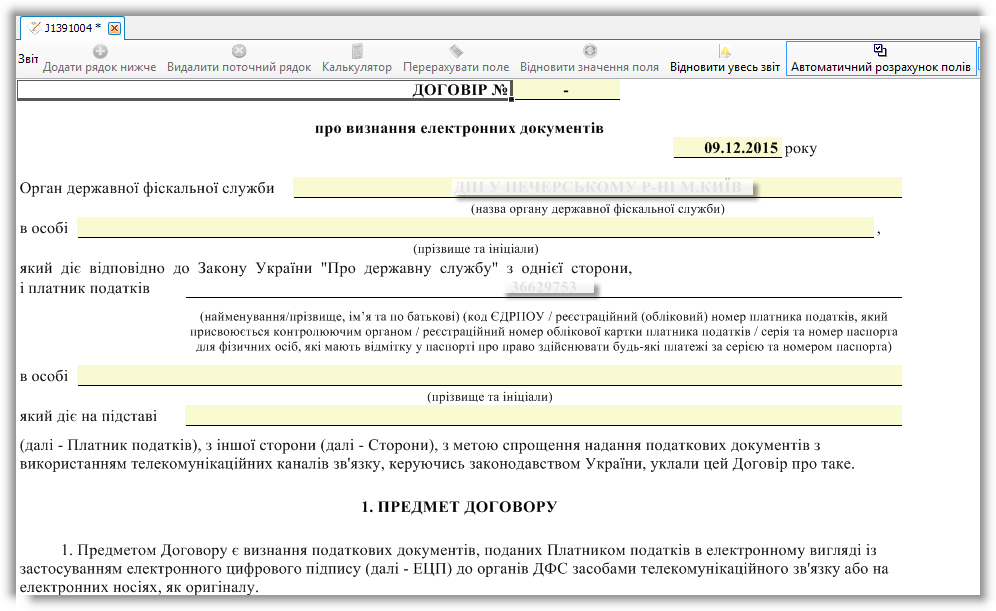 J1391004 *
Звіт Додати рядок нижче Видалити поточний рядок Калькулятор Перерахувати поле Відновити значення поля Відновити увесь звіт Автоматичний розрахунок полів
ДОГОВІР № -
про визнання електронних документів
09.12.2015 року
Орган державної фіскальної служби ДПІ У ПЕЧЕРСЬКОМУ Р-НІ М.КИЇВ
(назва органу державної фіскальної служби)
в особі ,
(прізвище та ініціали)
який діє відповідно до Закону України "Про державну службу" з однієї сторони,
і платник податків 36629753
(найменування/прізвище, ім’я та по батькові) (код ЄДРПОУ / реєстраційний (обліковий) номер платника податків, який
присвоюється контролюючим органом / реєстраційний номер облікової картки платника податків / серія та номер паспорта
для фізичних осіб, які мають відмітку у паспорті про право здійснювати будь-які платежі за серією та номером паспорта)
в особі
(прізвище та ініціали)
який діє на підставі
(далі - Платник податків), з іншої сторони (далі - Сторони), з метою спрощення надання податкових документів з
використанням телекомунікаційних каналів зв'язку, керуючись законодавством України, уклали цей Договір про таке.
1. ПРЕДМЕТ ДОГОВОРУ
1. Предметом Договору є визнання податкових документів, поданих Платником податків в електронному вигляді із
застосуванням електронного цифрового підпису (далі - ЕЦП) до органів ДФС засобами телекомунікаційного зв'язку або на
електронних носіях, як оригіналу.